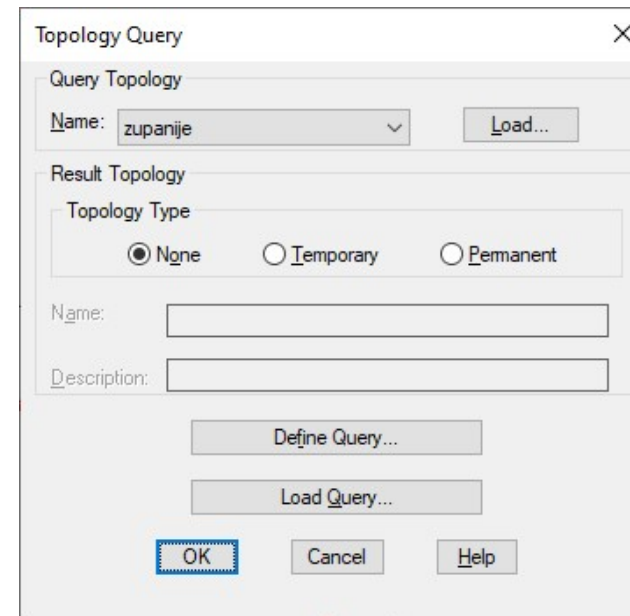 Topology Query
Query Topology
Name: zupanije Load...
Result Topology
Topology Type
None Temporary Permanent
Name:
Description:
Define Query...
Load Query...
OK Cancel Help